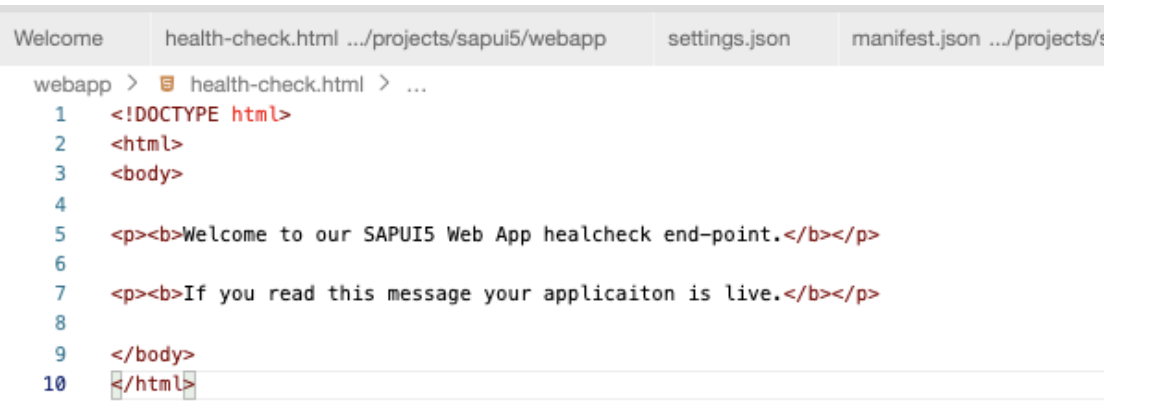 Welcome health-check.html .../projects/sapui5/webapp settings.json manifest.json .../projects/s
webapp > health-check.html > ...
1 <!DOCTYPE html>
2 <html>
3 <body>
4
5 <p><b>Welcome to our SAPUI5 Web App healcheck end-point.</b></p>
6
7 <p><b>If you read this message your applicaiton is live.</b></p>
8
9 </body>
10 </html>